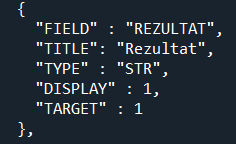 {
"FIELD" : "REZULTAT",
"TITLE": "Rezultat",
"TYPE" : "STR",
"DISPLAY" : 1,
"TARGET" : 1
},